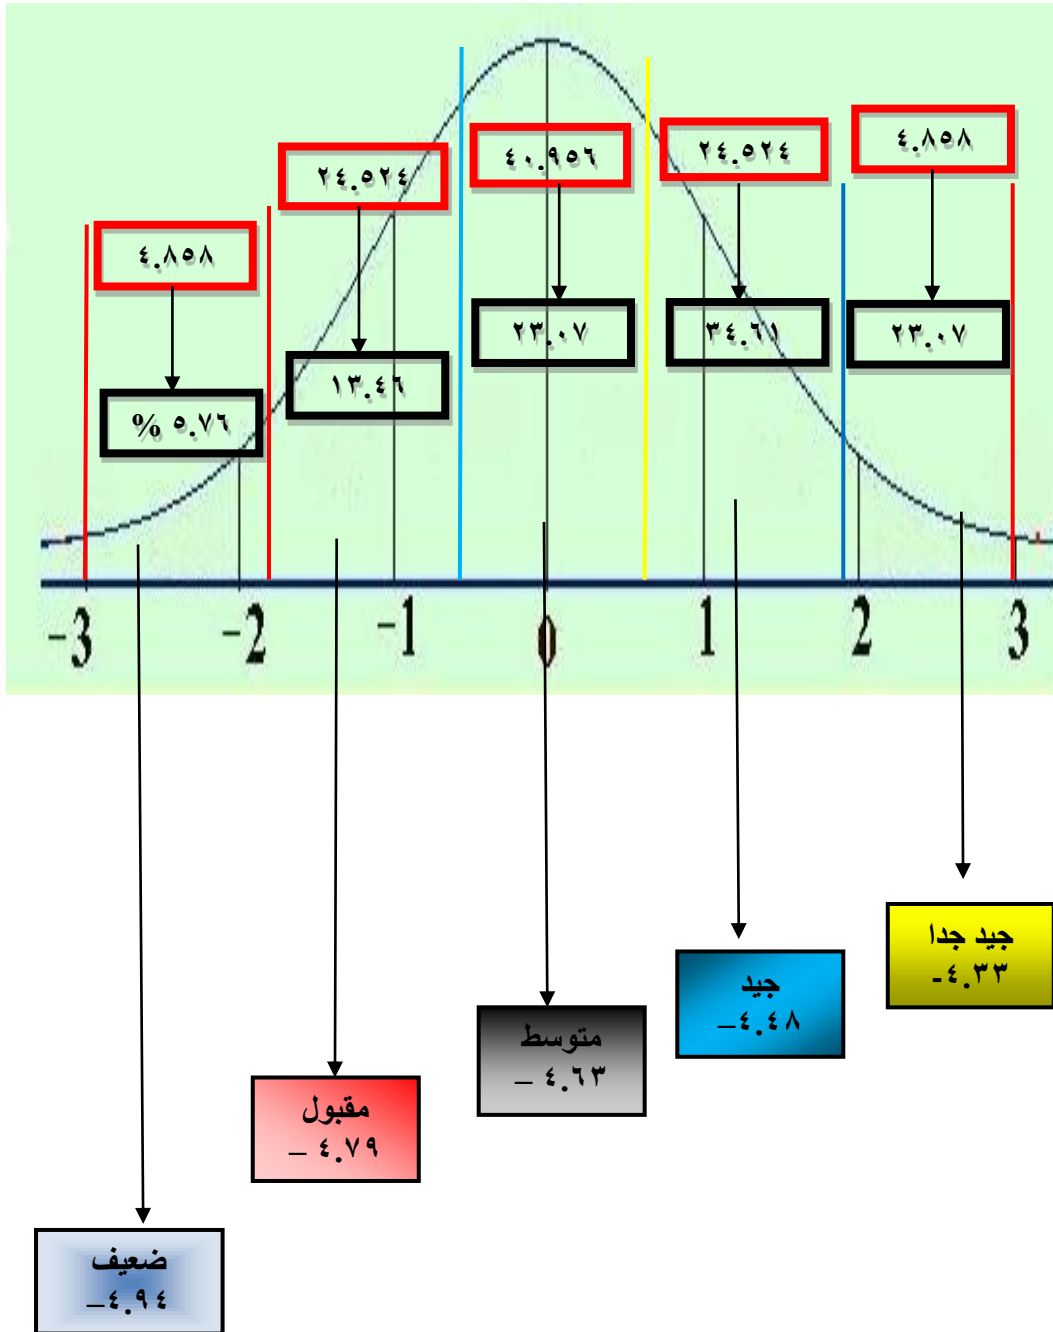 ٤.٨٥٨
٢٤.٥٢٤
٤٠.٩٥٦
٢٤.٥٢٤
٤.٨٥٨
% ٥.٧٦
١٣.٤٦
٢٣.٠٧
٣٤.٦١
٢٣.٠٧
-3 -2 -1 0 1 2 3
جيد جدا
٤.٣٣-
جيد
٤.٤٨–
متوسط
٤.٦٣ –
مقبول
٤.٧٩ –
ضعيف
٤.٩٤–